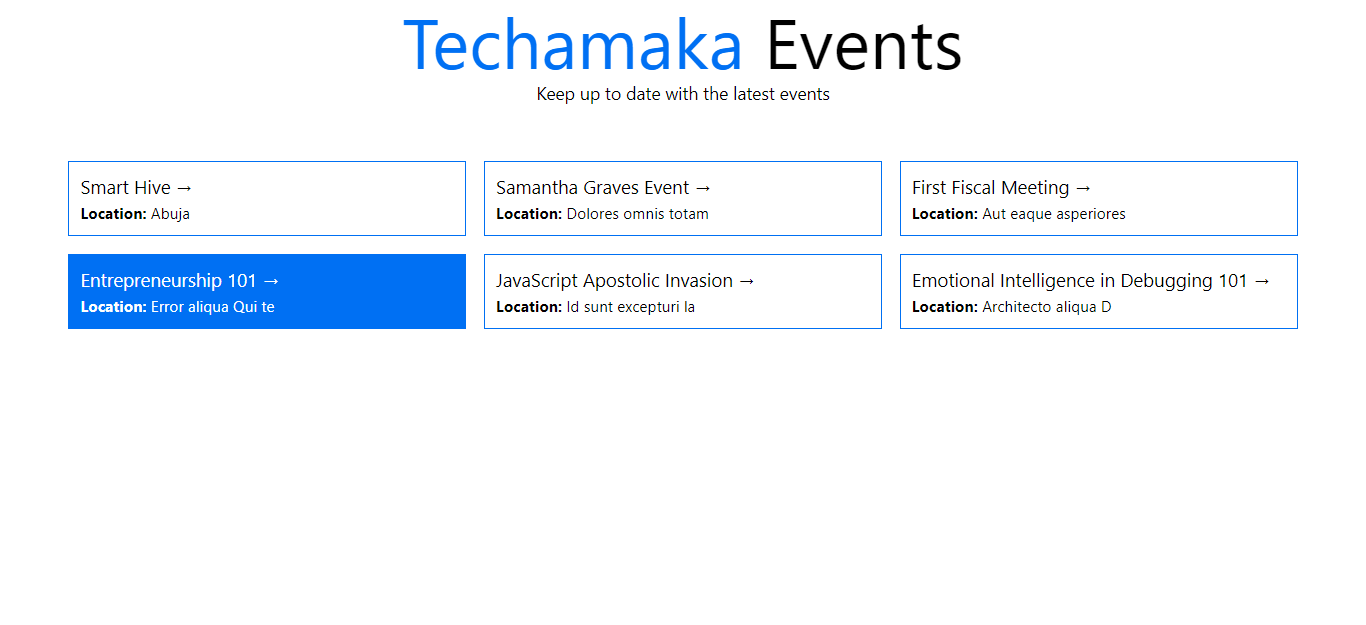 Techamaka Events
Keep up to date with the latest events
Smart Hive →
Location: Abuja
Samantha Graves Event →
Location: Dolores omnis totam
First Fiscal Meeting →
Location: Aut eaque asperiores
Entrepreneurship 101 →
Location: Error aliqua Qui te
JavaScript Apostolic Invasion →
Location: Id sunt excepturi la
Emotional Intelligence in Debugging 101 →
Location: Architecto aliqua D